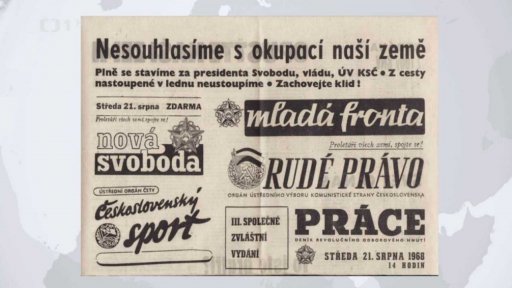 Nesouhlasíme s okupací naší země
Plně se stavíme za presidenta Svobodu, vládu, ÚV KSČ • Z cesty
nastoupené v lednu neustoupíme • Zachovejte klid !
Středa 21. srpna ZDARMA
Proletáři všech zemí, spojte se!
nová
svoboda
mladá fronta
Proletáři všech zemí, spojte se!
RUDÉ PRÁVO
ORGÁN ÚSTŘEDNÍHO VÝBORU KOMUNISTICKÉ STRANY ČESKOSLOVENSKA
ÚSTŘEDNÍ ORGÁN ČSTV
Československý
sport
III. SPOLEČNÉ
ZVLÁŠTNÍ
VYDÁNÍ
PRÁCE
DENÍK REVOLUČNÍHO ODBOROVÉHO HNUTÍ
STŘEDA 21. SRPNA 1968
14 HODIN